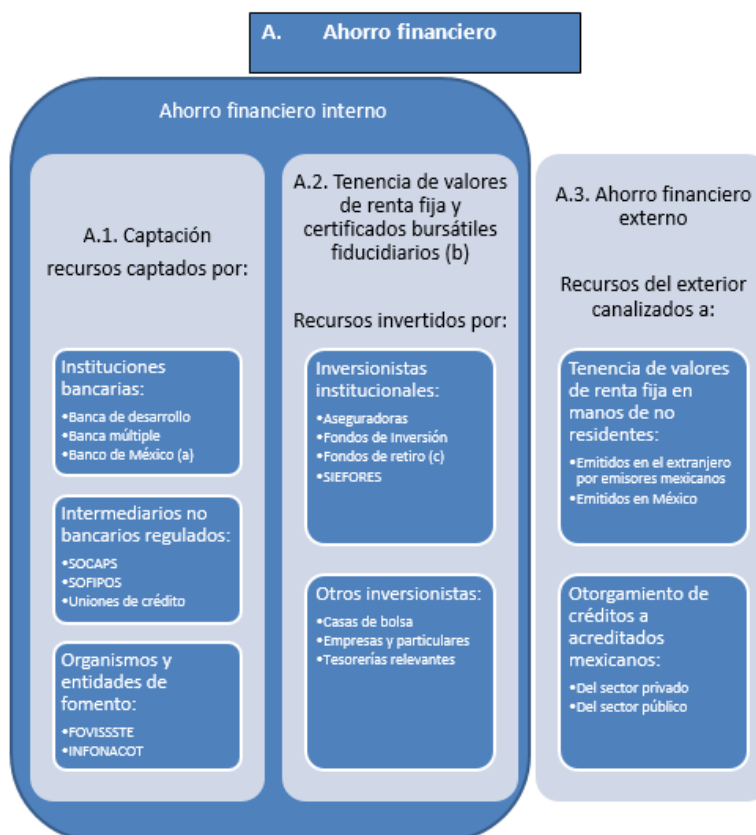 A. Ahorro financiero
Ahorro financiero interno
A.1. Captación
recursos captados por:
Instituciones
bancarias:
•Banca de desarrollo
•Banca múltiple
•Banco de México (a)
Intermediarios no
bancarios regulados:
•SOCAPS
•SOFIPOS
•Uniones de crédito
Organismos y
entidades de
fomento:
•FOVISSSTE
•INFONACOT
A.2. Tenencia de valores
de renta fija y
certificados bursátiles
fiducidiarios (b)
Recursos invertidos por:
Inversionistas
institucionales:
•Aseguradoras
•Fondos de Inversión
•Fondos de retiro (c)
•SIEFORES
Otros inversionistas:
•Casas de bolsa
•Empresas y particulares
•Tesorerías relevantes
A.3. Ahorro financiero
externo
Recursos del exterior
canalizados a:
Tenencia de valores
de renta fija en
manos de no
residentes:
•Emitidos en el extranjero
por emisores mexicanos
•Emitidos en México
Otorgamiento de
créditos a
acreditados
mexicanos:
•Del sector privado
•Del sector público